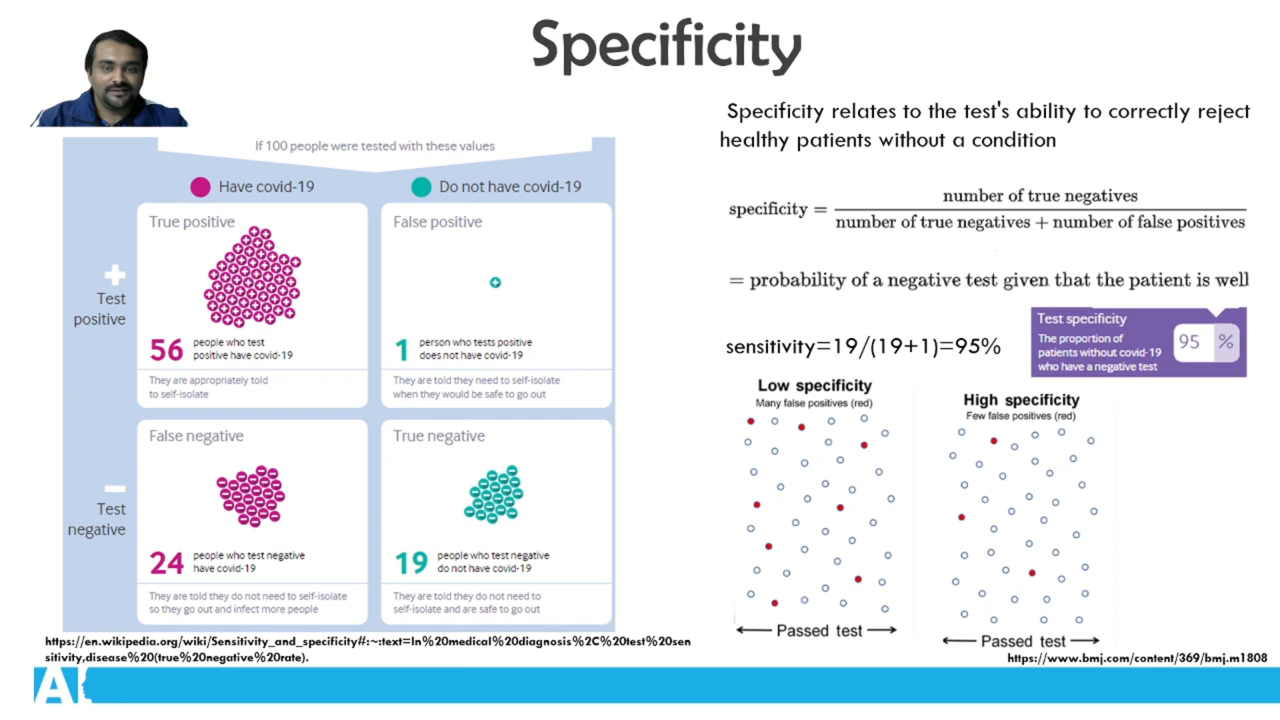 Specificity
If 100 people were tested with these values
Have covid-19
Do not have covid-19
Test
positive
True positive
56
people who test
positive have covid-19
They are appropriately told
to self-isolate
False positive
1
person who tests positive
does not have covid-19
They are told they need to self-isolate
when they would be safe to go out
Test
negative
False negative
24
people who test negative
have covid-19
They are told they do not need to self-isolate
so they go out and infect more people
True negative
19
people who test negative
do not have covid-19
They are told they do not need to
self-isolate and are safe to go out
https://en.wikipedia.org/wiki/Sensitivity_and_specificity#:~:text=In%20medical%20diagnosis%2C%20test%20sen
sitivity,disease%20(true%20negative%20rate).
Specificity relates to the test's ability to correctly reject
healthy patients without a condition
specificity =
number of true negatives
number of true negatives + number of false positives
= probability of a negative test given that the patient is well
sensitivity=19/(19+1)=95%
Test specificity
The proportion of
patients without covid-19
who have a negative test
95 %
Low specificity
Many false positives (red)
Passed test
High specificity
Few false positives (red)
Passed test
https://www.bmj.com/content/369/bmj.m1808
AI